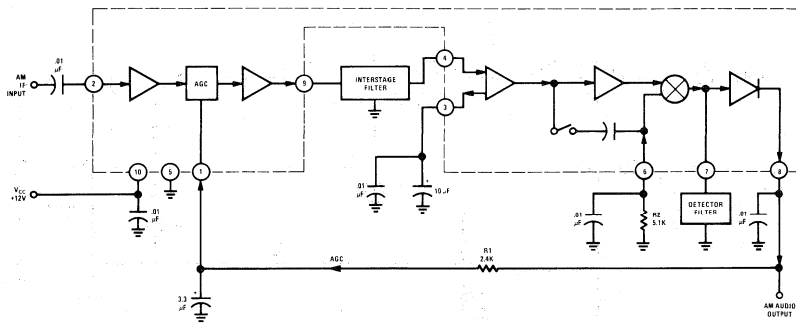 .01
µF
AM
IF
INPUT
2
AGC
9
INTERSTAGE
FILTER
4
3
10
5
1
VCC
+12V
.01
µF
.01
µF
10 µF
6
7
8
.01
µF
R2
5.1K
DETECTOR
FILTER
.01
µF
R1
2.4K
AGC
3.3
µF
AM AUDIO
OUTPUT